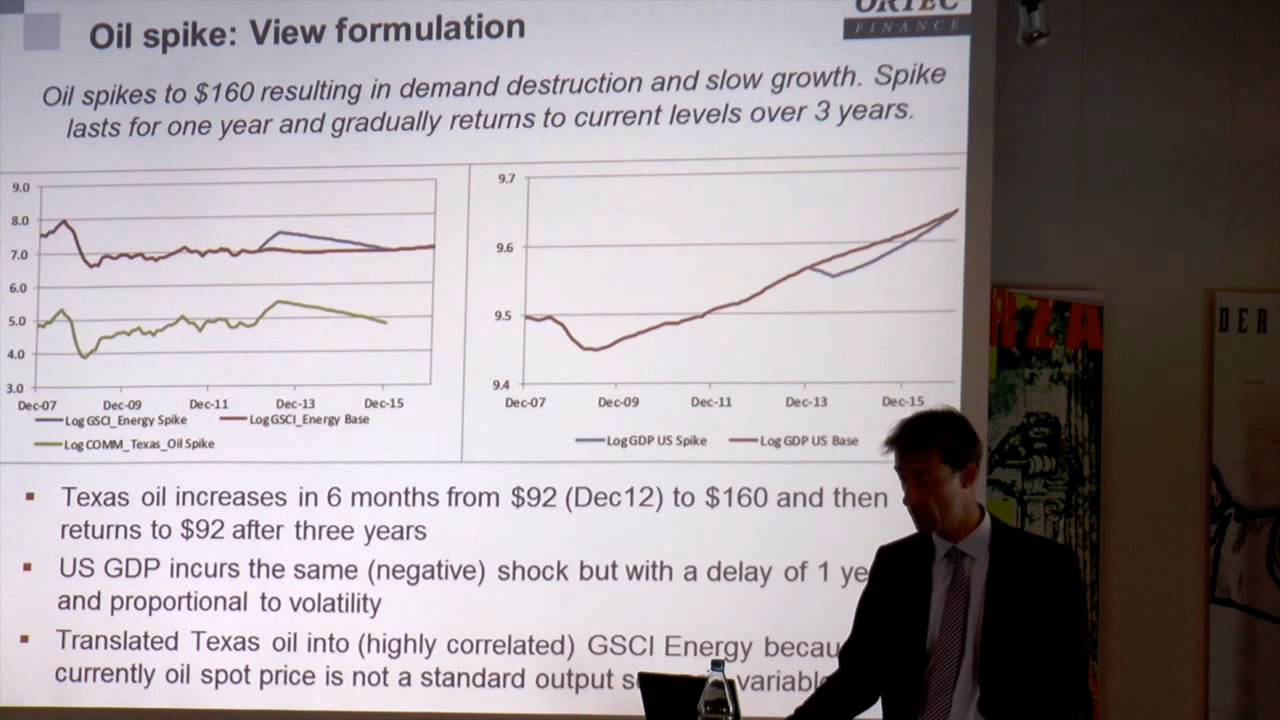 Oil spike: View formulation
ORTEC
FINANCE
Oil spikes to $160 resulting in demand destruction and slow growth. Spike
lasts for one year and gradually returns to current levels over 3 years.
9.0
8.0
7.0
6.0
5.0
4.0
3.0
Dec-07 Dec-09 Dec-11 Dec-13 Dec-15
Log GSCI_Energy Spike Log GSCI_Energy Base
Log COMM_Texas_Oil Spike
9.7
9.6
9.5
9.4
Dec-07 Dec-09 Dec-11 Dec-13 Dec-15
Log GDP US Spike Log GDP US Base
▪ Texas oil increases in 6 months from $92 (Dec12) to $160 and then
returns to $92 after three years
▪ US GDP incurs the same (negative) shock but with a delay of 1 ye
and proportional to volatility
▪ Translated Texas oil into (highly correlated) GSCI Energy becau
currently oil spot price is not a standard output s variabl
RZA
DER